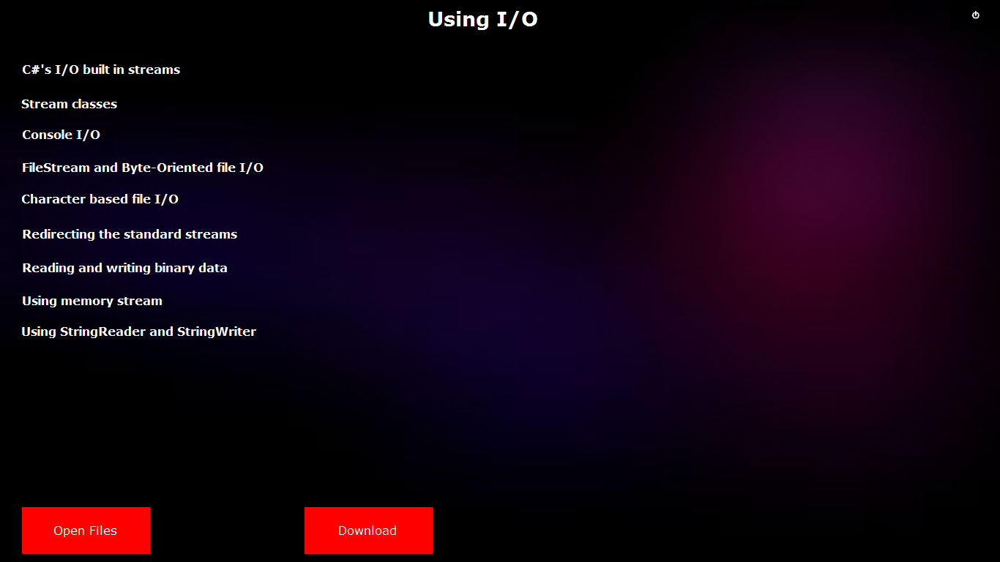 Using I/O
C#'s I/O built in streams
Stream classes
Console I/O
FileStream and Byte-Oriented file I/O
Character based file I/O
Redirecting the standard streams
Reading and writing binary data
Using memory stream
Using StringReader and StringWriter
Open Files
Download